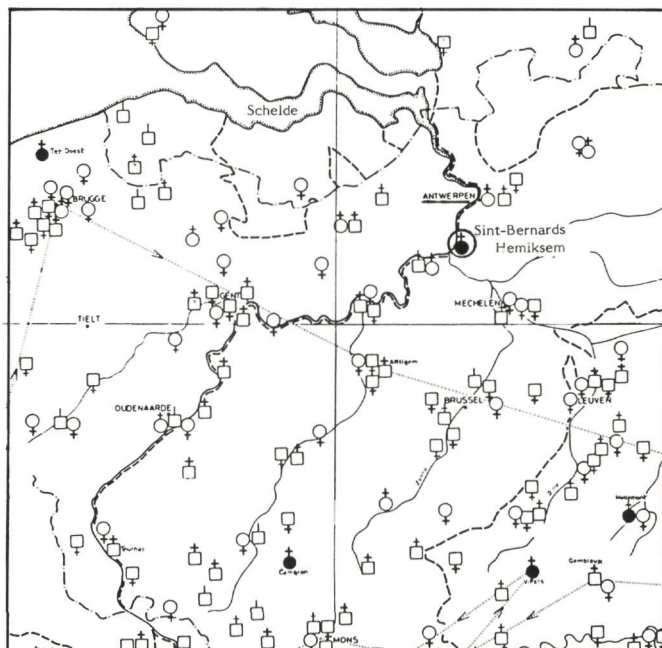 Schelde
Ter Doest
BRUGGE
ANTWERPEN
Sint-Bernards
Hemiksem
GENT
MECHELEN
TIELT
Affligem
BRUSSEL
LEUVEN
OUDENAARDE
Tournai
Cambron
Villers
Gembloux
MONS